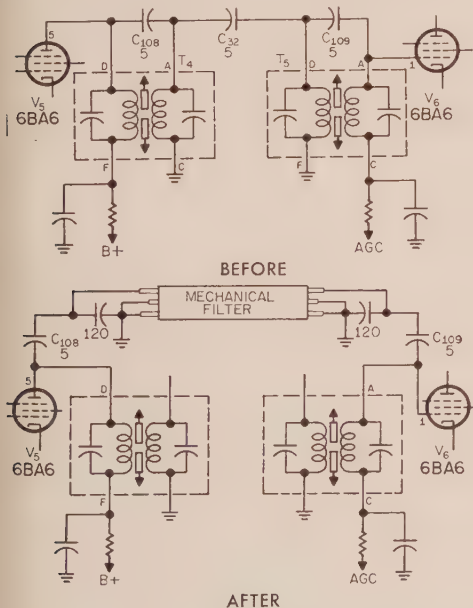 5
C108
5
T4
C32
5
T5
C109
5
D
A
D
A
1
V5
6BA6
V6
6BA6
F
C
F
C
B+
AGC
BEFORE
MECHANICAL
FILTER
120
120
C108
5
C109
5
5
D
A
1
V5
6BA6
V6
6BA6
F
C
B+
AGC
AFTER